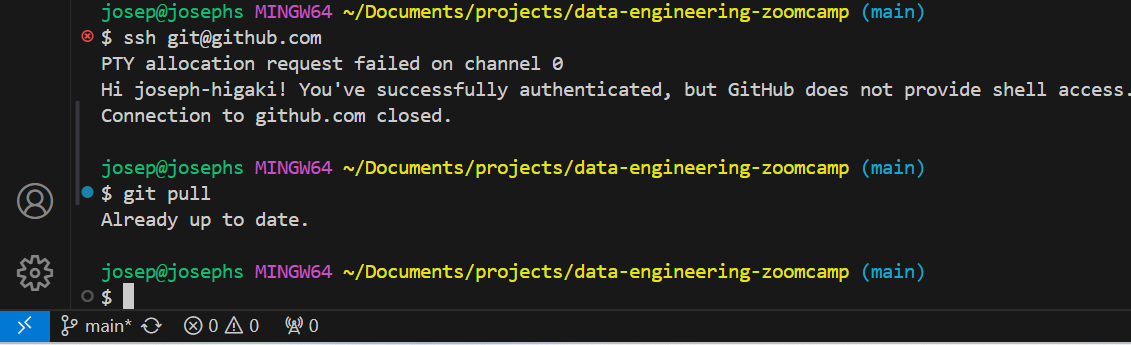 josep@josephs MINGW64 ~/Documents/projects/data-engineering-zoomcamp (main)
$ ssh git@github.com
PTY allocation request failed on channel 0
Hi joseph-higaki! You've successfully authenticated, but GitHub does not provide shell access.
Connection to github.com closed.
josep@josephs MINGW64 ~/Documents/projects/data-engineering-zoomcamp (main)
$ git pull
Already up to date.
josep@josephs MINGW64 ~/Documents/projects/data-engineering-zoomcamp (main)
$
main* 0 0 0